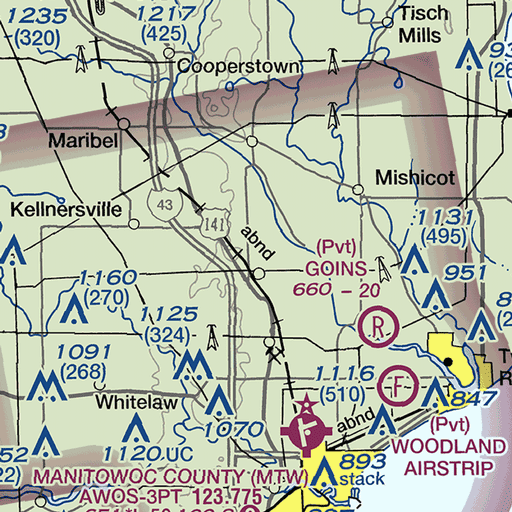 1235
(320)
1217
(425)
Tisch
Mills
Cooperstown
Maribel
Mishicot
Kellnersville
43
141
abnd
1131
(495)
(Pvt)
GOINS
660 - 20
951
1160
(270)
1125
(324)
R
1091
(268)
1116
(510)
F
Whitelaw
1070
abnd
847
(Pvt)
WOODLAND
AIRSTRIP
1120 UC
893
stack
MANITOWOC COUNTY (MTW)
AWOS-3PT 123.775